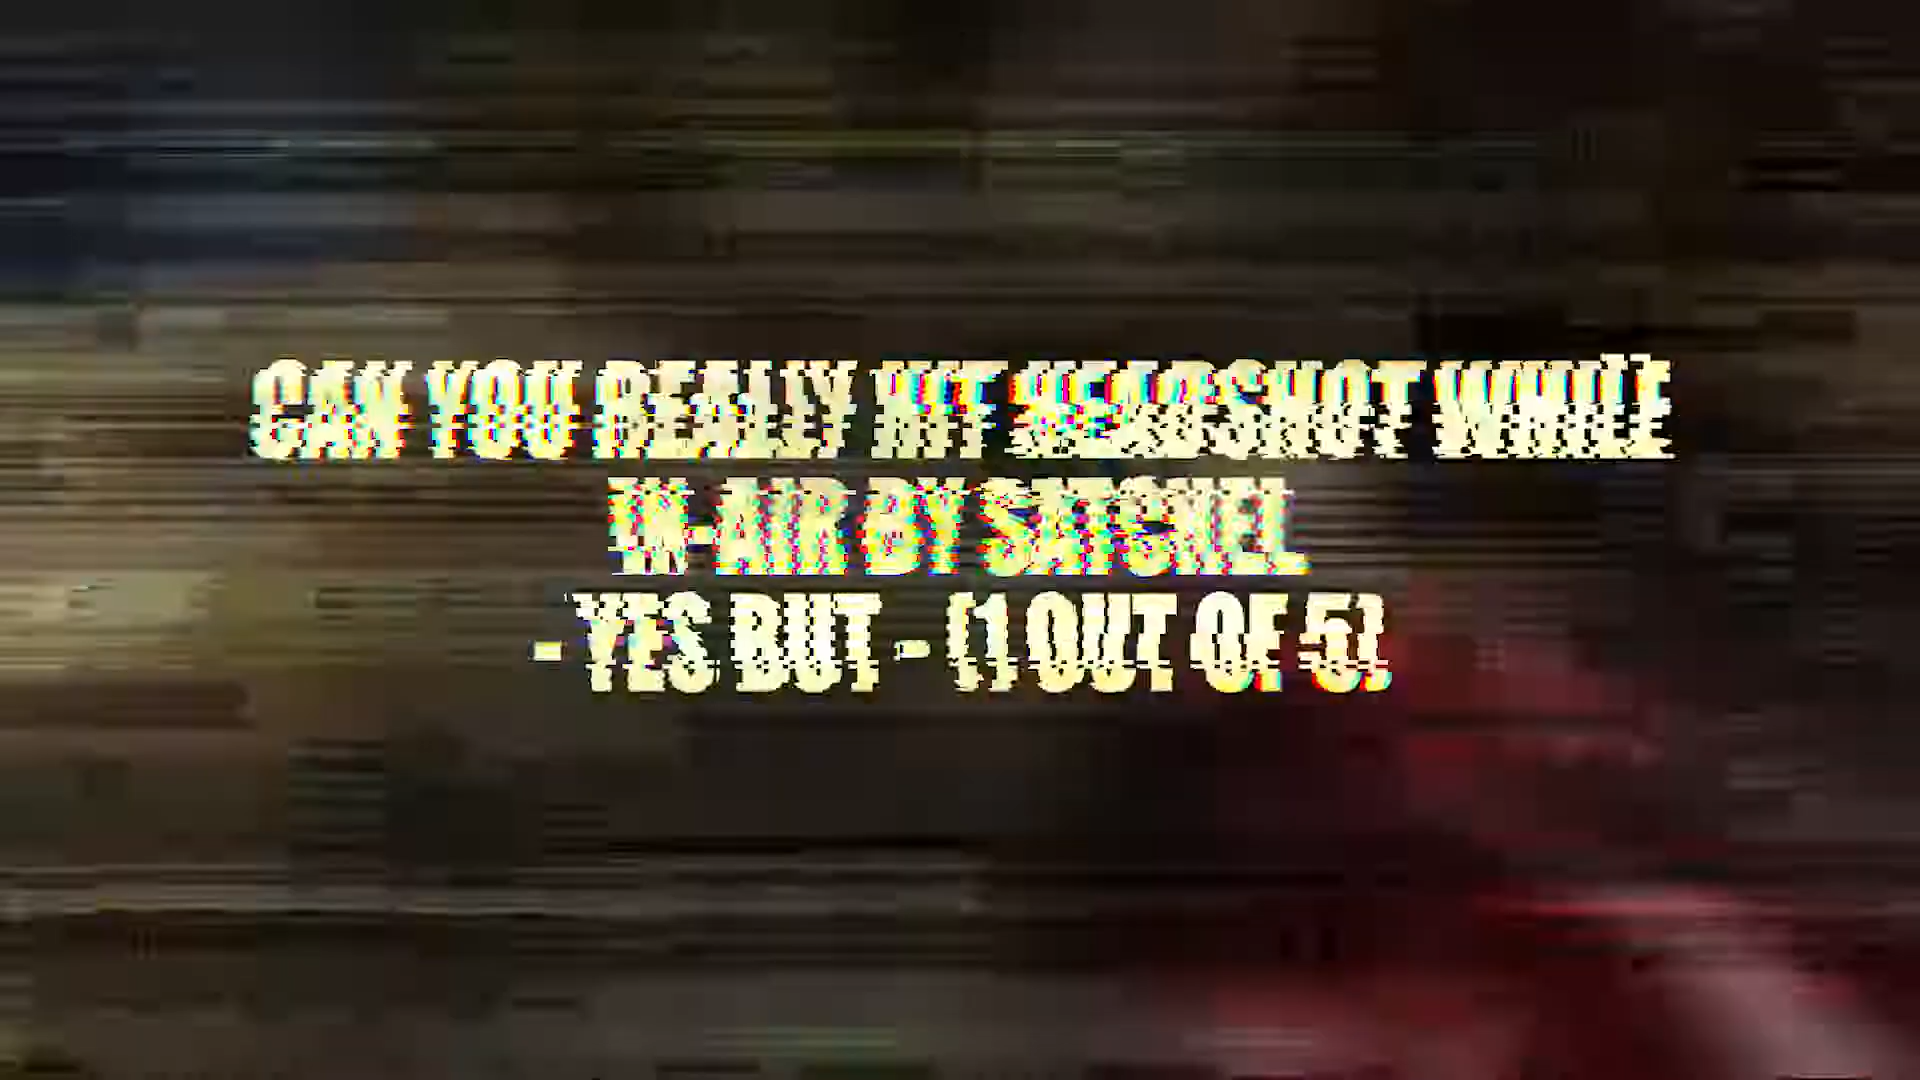 CAN YOU REALLY HIT HEADSHOT WHILE
IN-AIR BY SATCHEL
- YES BUT - (1 OUT OF 5)